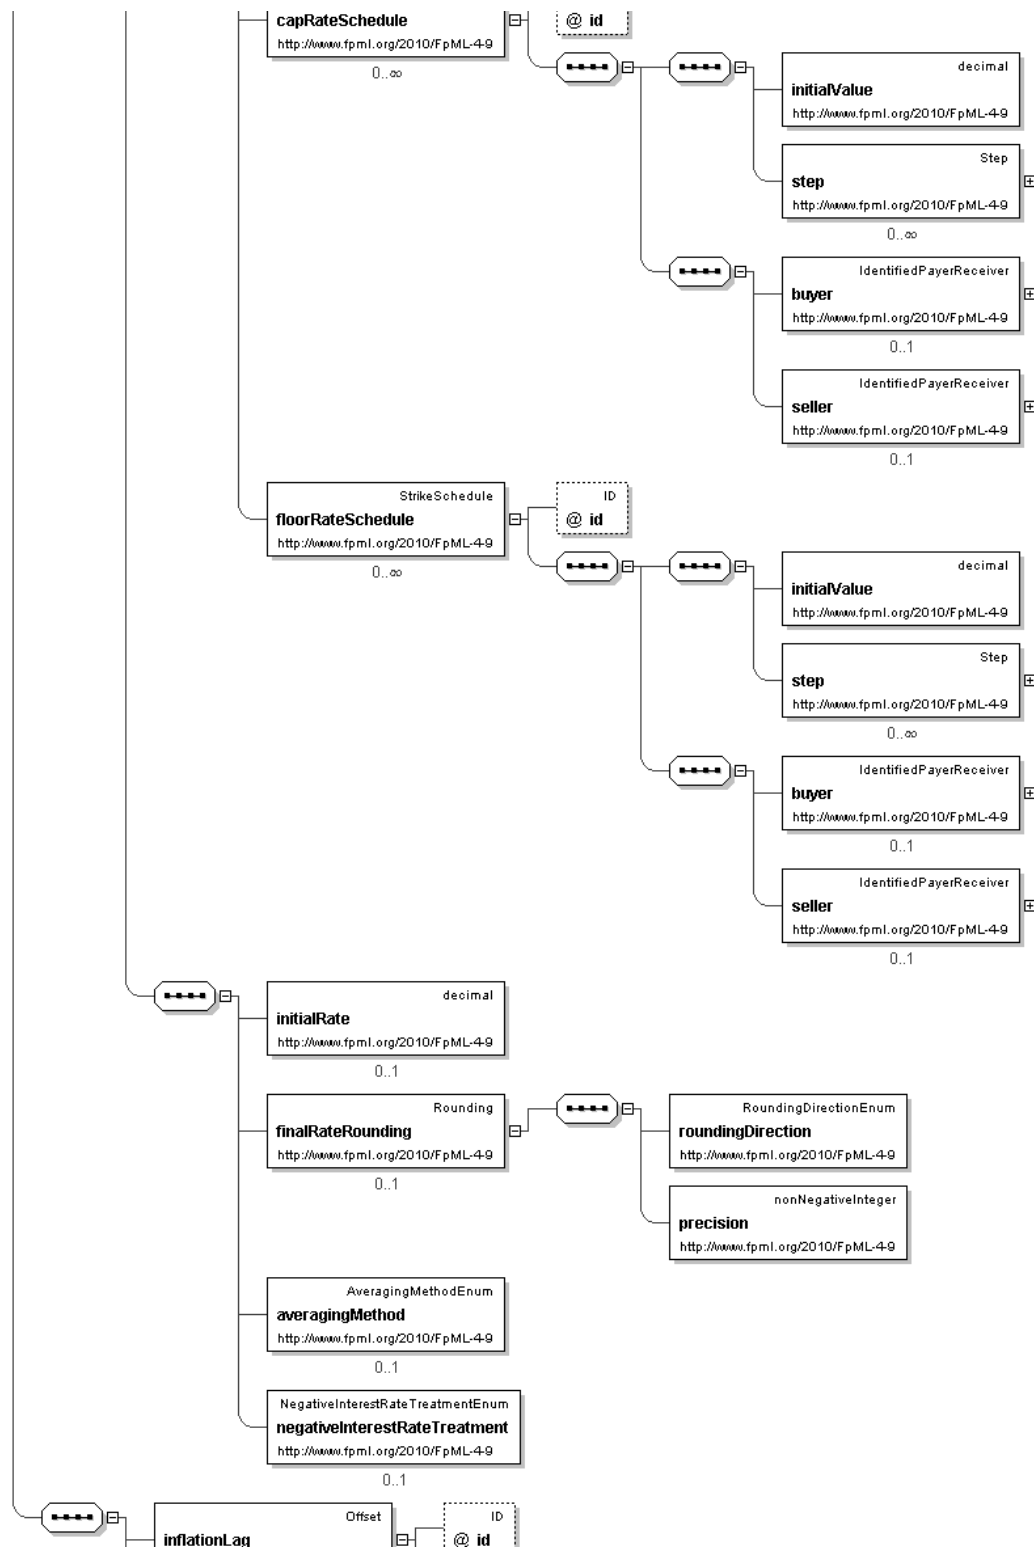 capRateSchedule
http://www.fpml.org/2010/FpML-4-9
0..∞
@ id
decimal
initialValue
http://www.fpml.org/2010/FpML-4-9
Step
step
http://www.fpml.org/2010/FpML-4-9
0..∞
IdentifiedPayerReceiver
buyer
http://www.fpml.org/2010/FpML-4-9
0..1
IdentifiedPayerReceiver
seller
http://www.fpml.org/2010/FpML-4-9
0..1
StrikeSchedule
floorRateSchedule
http://www.fpml.org/2010/FpML-4-9
0..∞
ID
@ id
decimal
initialValue
http://www.fpml.org/2010/FpML-4-9
Step
step
http://www.fpml.org/2010/FpML-4-9
0..∞
IdentifiedPayerReceiver
buyer
http://www.fpml.org/2010/FpML-4-9
0..1
IdentifiedPayerReceiver
seller
http://www.fpml.org/2010/FpML-4-9
0..1
decimal
initialRate
http://www.fpml.org/2010/FpML-4-9
0..1
Rounding
finalRateRounding
http://www.fpml.org/2010/FpML-4-9
0..1
RoundingDirectionEnum
roundingDirection
http://www.fpml.org/2010/FpML-4-9
nonNegativeInteger
precision
http://www.fpml.org/2010/FpML-4-9
AveragingMethodEnum
averagingMethod
http://www.fpml.org/2010/FpML-4-9
0..1
NegativeInterestRateTreatmentEnum
negativeInterestRateTreatment
http://www.fpml.org/2010/FpML-4-9
0..1
Offset
inflationLag
ID
@ id